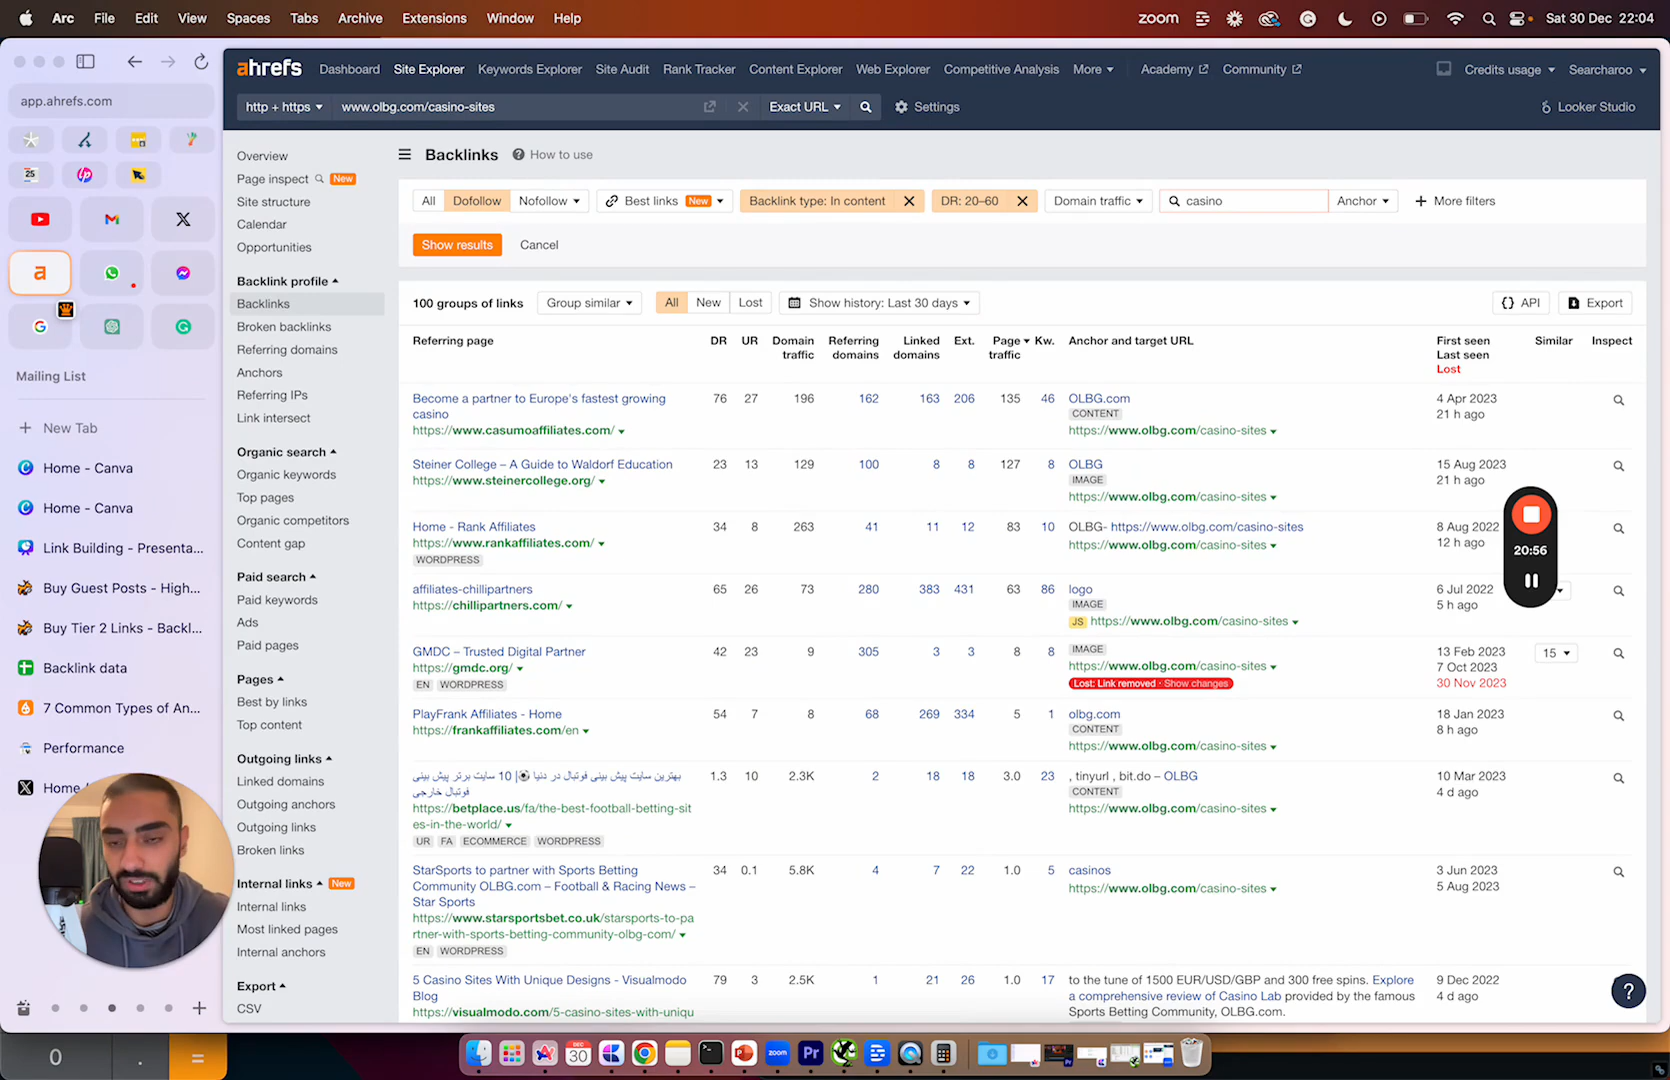 Arc File Edit View Spaces Tabs Archive Extensions Window Help
zoom Sat 30 Dec 22:04
app.ahrefs.com
25
Mailing List
New Tab
Home - Canva
Home - Canva
Link Building - Presenta...
Buy Guest Posts - High...
Buy Tier 2 Links - Backl...
Backlink data
7 Common Types of An...
Performance
Home
ahrefs Dashboard Site Explorer Keywords Explorer Site Audit Rank Tracker Content Explorer Web Explorer Competitive Analysis More Academy Community Credits usage Searcharoo
http + https www.olbg.com/casino-sites Exact URL Settings Looker Studio
Overview
Page inspect New
Site structure
Calendar
Opportunities
Backlink profile
Backlinks
Broken backlinks
Referring domains
Anchors
Referring IPs
Link intersect
Organic search
Organic keywords
Top pages
Organic competitors
Content gap
Paid search
Paid keywords
Ads
Paid pages
Pages
Best by links
Top content
Outgoing links
Linked domains
Outgoing anchors
Outgoing links
Broken links
Internal links New
Internal links
Most linked pages
Internal anchors
Export
CSV
Backlinks How to use
All Dofollow Nofollow Best links New Backlink type: In content DR: 20–60 Domain traffic casino Anchor More filters
Show results Cancel
100 groups of links Group similar All New Lost Show history: Last 30 days API Export
Referring page DR UR Domain traffic Referring domains Linked domains Ext. Page traffic Kw. Anchor and target URL First seen Last seen Lost Similar Inspect
Become a partner to Europe's fastest growing 76 27 196 162 163 206 135 46 OLBG.com 4 Apr 2023
casino CONTENT 21 h ago
https://www.casumoaffiliates.com/ https://www.olbg.com/casino-sites
Steiner College – A Guide to Waldorf Education 23 13 129 100 8 8 127 8 OLBG 15 Aug 2023
https://www.steinercollege.org/ IMAGE 21 h ago
https://www.olbg.com/casino-sites
Home - Rank Affiliates 34 8 263 41 11 12 83 10 OLBG- https://www.olbg.com/casino-sites 8 Aug 2022
https://www.rankaffiliates.com/ https://www.olbg.com/casino-sites 12 h ago
WORDPRESS
20:56
affiliates-chillipartners 65 26 73 280 383 431 63 86 logo 6 Jul 2022
https://chillipartners.com/ IMAGE 5 h ago
JS https://www.olbg.com/casino-sites
GMDC – Trusted Digital Partner 42 23 9 305 3 3 8 8 IMAGE 13 Feb 2023 15
https://gmdc.org/ https://www.olbg.com/casino-sites 7 Oct 2023
EN WORDPRESS Lost: Link removed · Show changes 30 Nov 2023
PlayFrank Affiliates - Home 54 7 8 68 269 334 5 1 olbg.com 18 Jan 2023
https://frankaffiliates.com/en CONTENT 8 h ago
https://www.olbg.com/casino-sites
بهترین سایت پیش بینی فوتبال در دنیا ⚽| 10 سایت برتر پیش بینی 1.3 10 2.3K 2 18 18 3.0 23 , tinyurl , bit.do – OLBG 10 Mar 2023
فوتبال خارجی CONTENT 4 d ago
https://betplace.us/fa/the-best-football-betting-sit https://www.olbg.com/casino-sites
es-in-the-world/
UR FA ECOMMERCE WORDPRESS
StarSports to partner with Sports Betting 34 0.1 5.8K 4 7 22 1.0 5 casinos 3 Jun 2023
Community OLBG.com – Football & Racing News – https://www.olbg.com/casino-sites 5 Aug 2023
Star Sports
https://www.starsportsbet.co.uk/starsports-to-pa
rtner-with-sports-betting-community-olbg-com/
EN WORDPRESS
5 Casino Sites With Unique Designs - Visualmodo 79 3 2.5K 1 21 26 1.0 17 to the tune of 1500 EUR/USD/GBP and 300 free spins. Explore 9 Dec 2022
Blog a comprehensive review of Casino Lab provided by the famous 4 d ago
https://visualmodo.com/5-casino-sites-with-uniqu Sports Betting Community, OLBG.com.
?
0 . =
DEC 30 zoom Pr